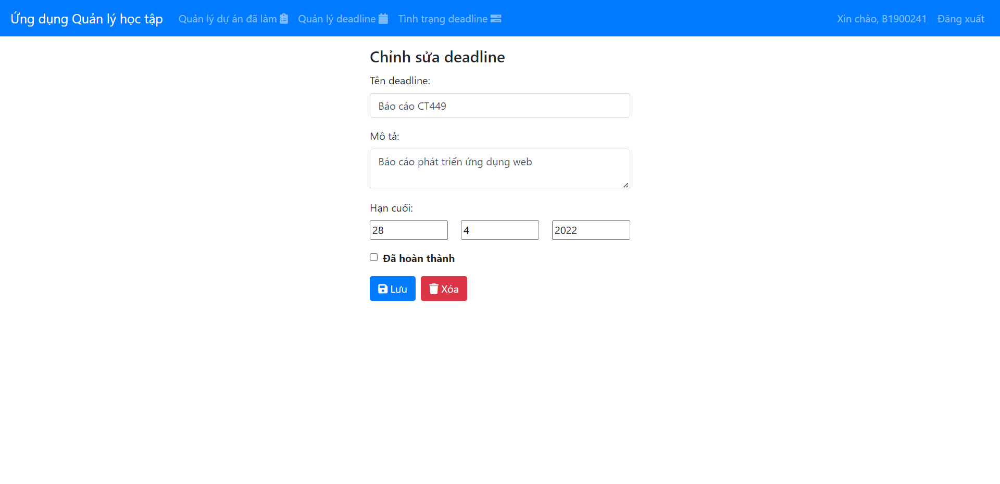 Ứng dụng Quản lý học tập Quản lý dự án đã làm Quản lý deadline Tình trạng deadline Xin chào, B1900241 Đăng xuất
Chỉnh sửa deadline
Tên deadline:
Báo cáo CT449
Mô tả:
Báo cáo phát triển ứng dụng web
Hạn cuối:
28 4 2022
Đã hoàn thành
Lưu Xóa